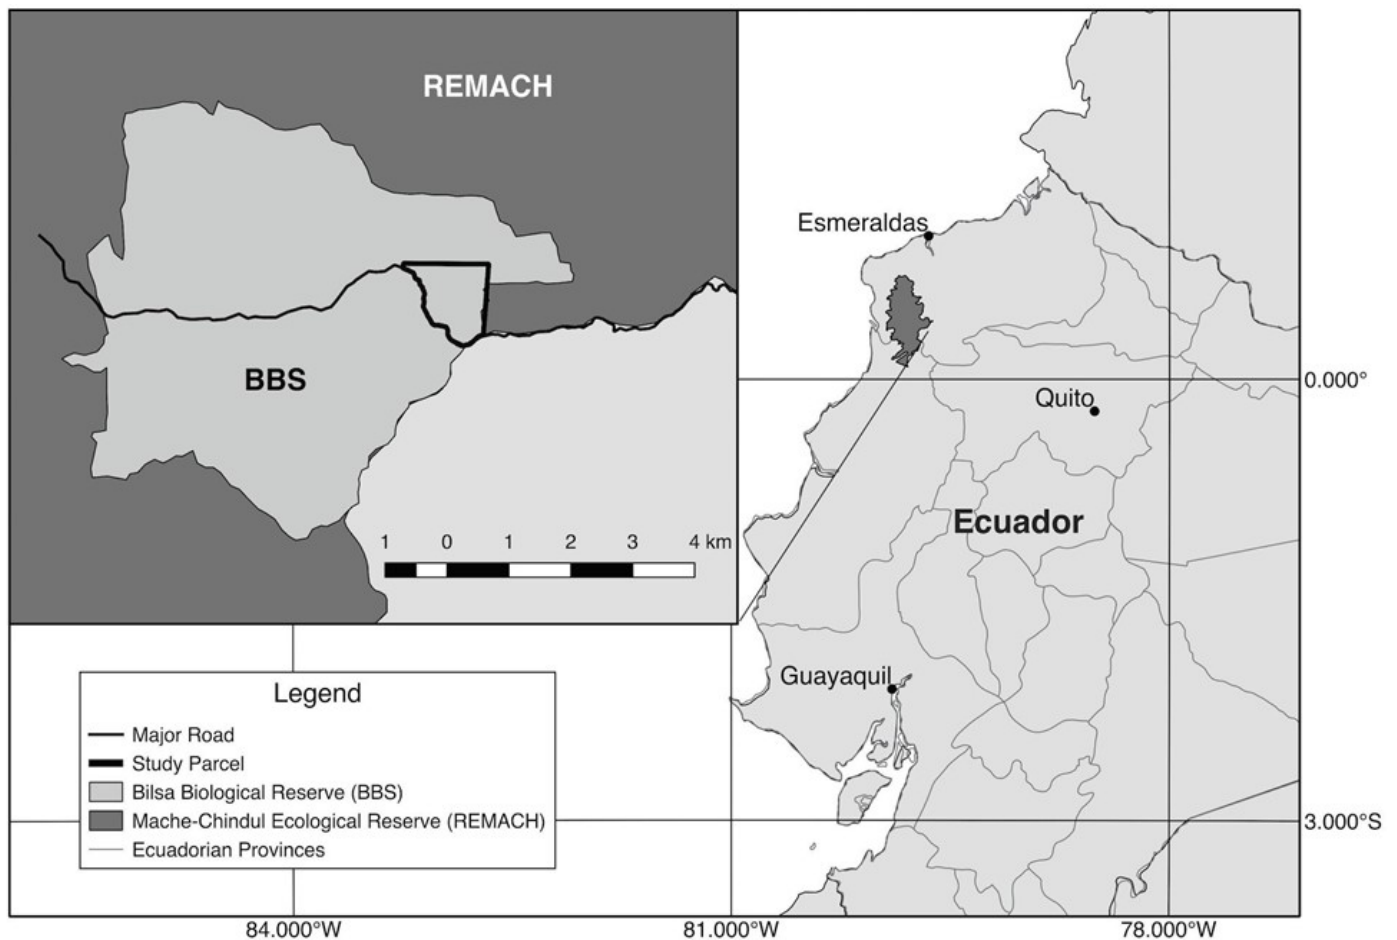 REMACH
Esmeraldas
0.000°
BBS
Quito
Ecuador
1 0 1 2 3 4 km
Guayaquil
Legend
Major Road
Study Parcel
Bilsa Biological Reserve (BBS)
Mache-Chindul Ecological Reserve (REMACH)
Ecuadorian Provinces
3.000°S
84.000°W 81.000°W 78.000°W